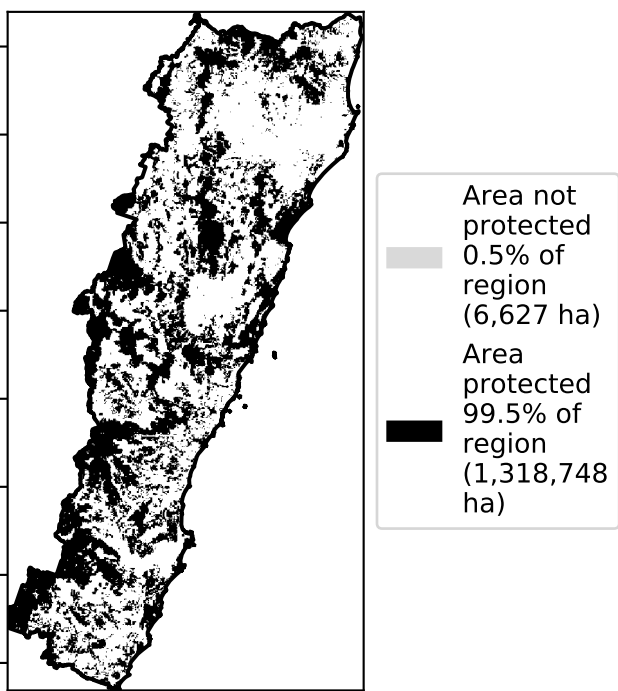 Area not
protected
0.5% of
region
(6,627 ha)
Area
protected
99.5% of
region
(1,318,748
ha)